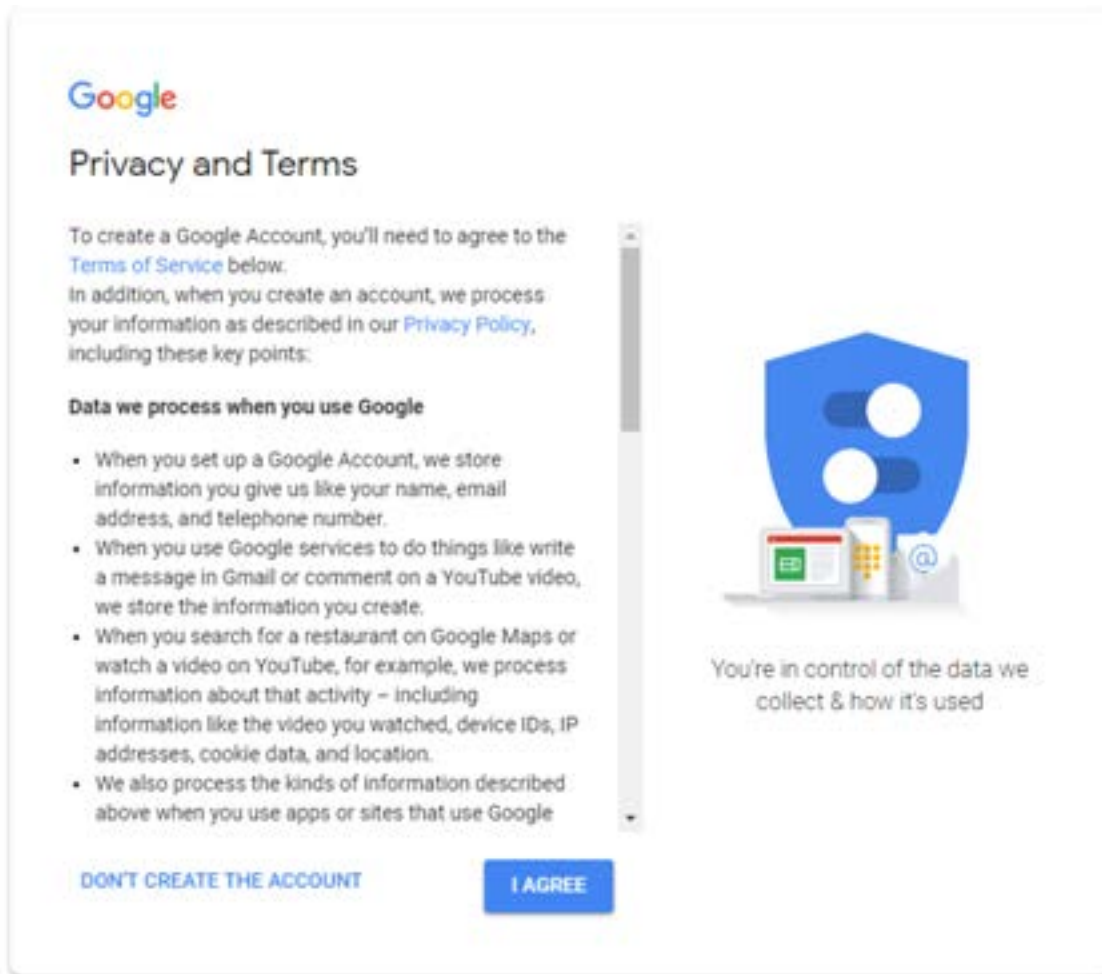 Google
Privacy and Terms
To create a Google Account, you'll need to agree to the
Terms of Service below.
In addition, when you create an account, we process
your information as described in our Privacy Policy,
including these key points:
Data we process when you use Google
• When you set up a Google Account, we store
information you give us like your name, email
address, and telephone number.
• When you use Google services to do things like write
a message in Gmail or comment on a YouTube video,
we store the information you create.
• When you search for a restaurant on Google Maps or
watch a video on YouTube, for example, we process
information about that activity – including
information like the video you watched, device IDs, IP
addresses, cookie data, and location.
• We also process the kinds of information described
above when you use apps or sites that use Google
DON'T CREATE THE ACCOUNT
I AGREE
@
You're in control of the data we
collect & how it's used